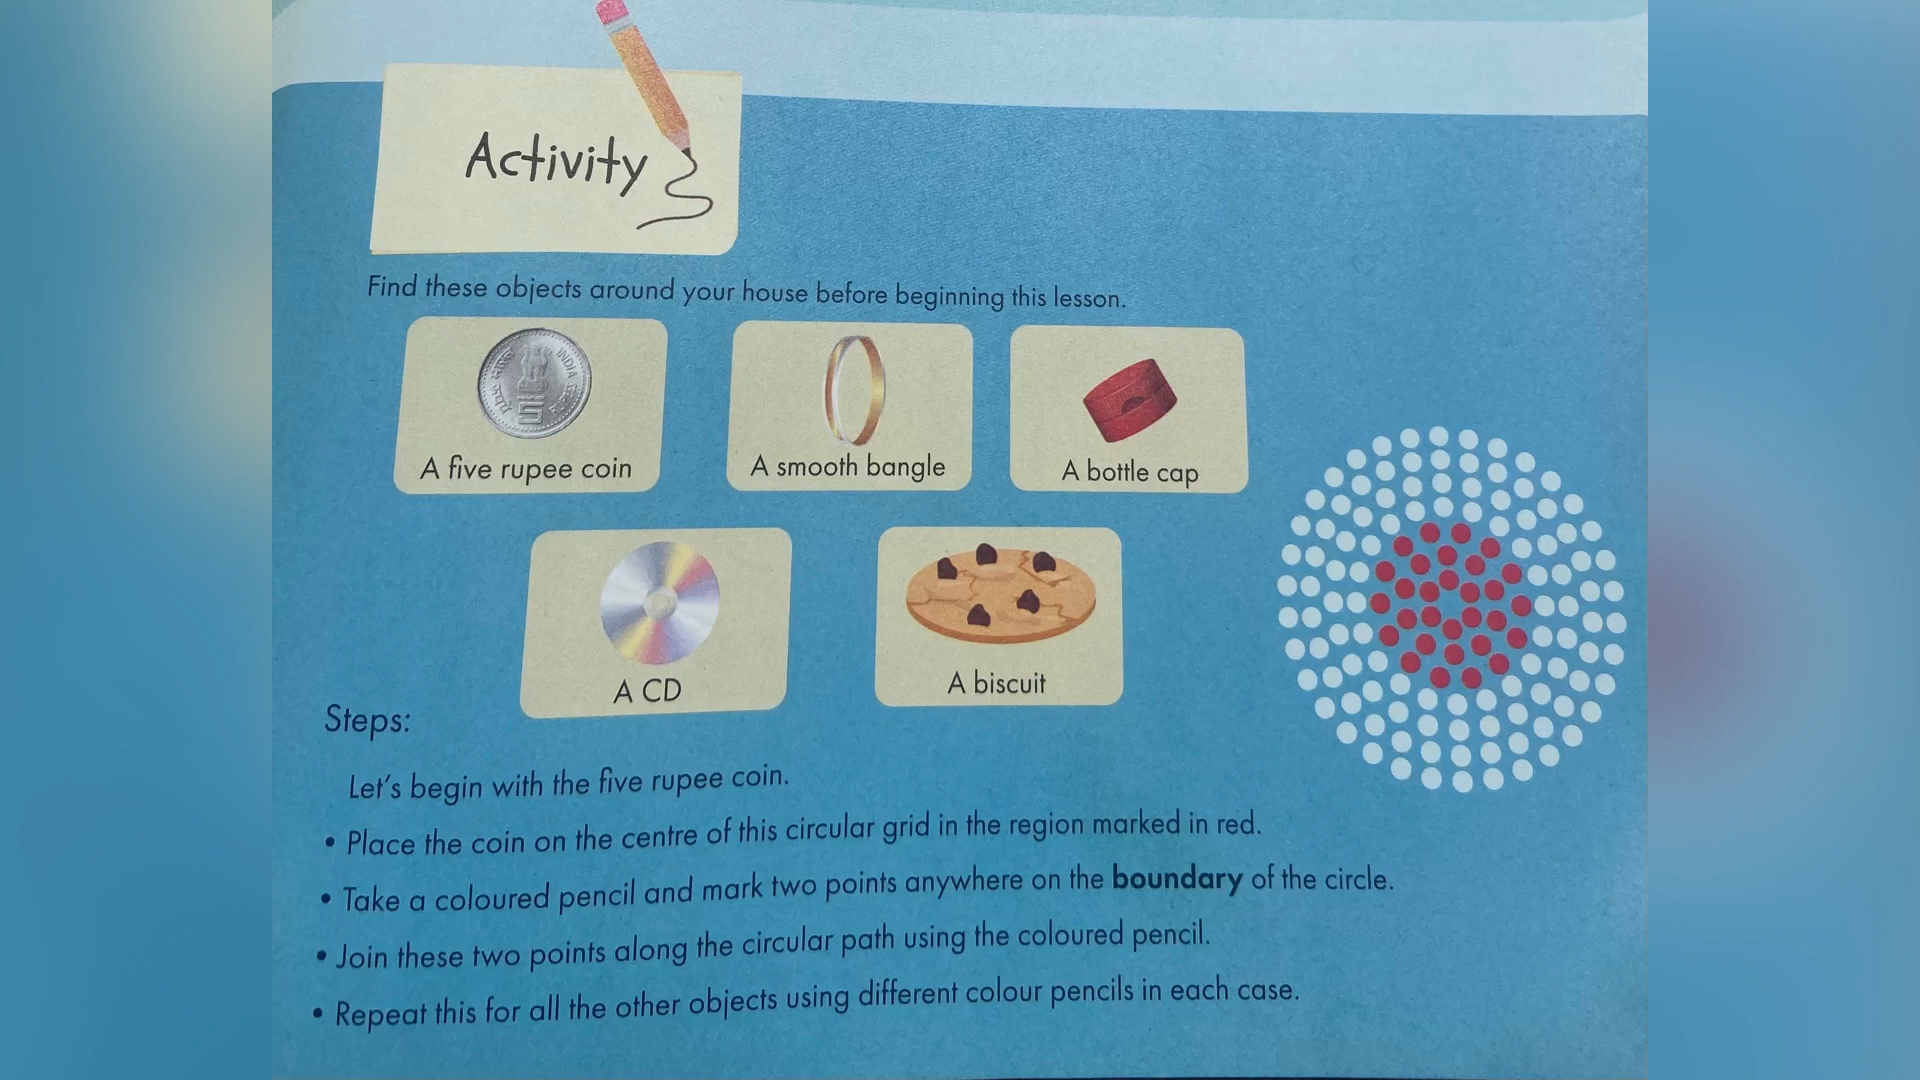 Activity
Find these objects around your house before beginning this lesson.
A five rupee coin
A smooth bangle
A bottle cap
A CD
A biscuit
Steps:
Let's begin with the five rupee coin.
• Place the coin on the centre of this circular grid in the region marked in red.
• Take a coloured pencil and mark two points anywhere on the boundary of the circle.
• Join these two points along the circular path using the coloured pencil.
• Repeat this for all the other objects using different colour pencils in each case.